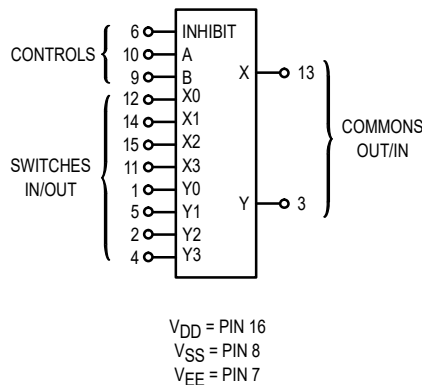 CONTROLS
6 INHIBIT
10 A
9 B
SWITCHES
IN/OUT
12 X0
14 X1
15 X2
11 X3
1 Y0
5 Y1
2 Y2
4 Y3
X 13
Y 3
COMMONS
OUT/IN
VDD = PIN 16
VSS = PIN 8
VEE = PIN 7